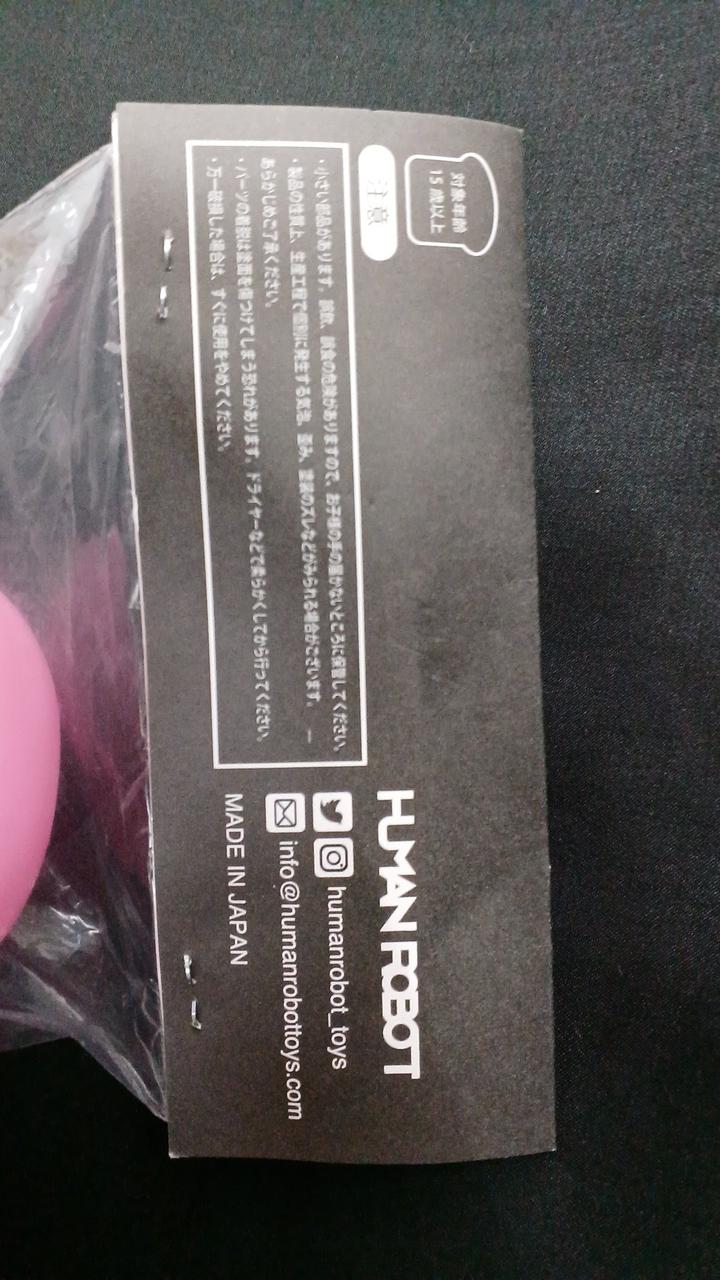 対象年齢
15 歳以上
注意
・小さい部品があります。誤飲、誤食の危険がありますので、お子様の手の届かないところに保管してください。
・製品の性質上、生産工程で個別に発生する気泡、歪み、塗装のズレなどがみられる場合がございます。
あらかじめご了承ください。
・パーツの着脱は塗面を傷つけてしまう恐れがあります。ドライヤーなどで柔らかくしてから行ってください。
・万一破損した場合は、すぐに使用をやめてください。
HUMAN ROBOT
humanrobot_toys
info@humanrobottoys.com
MADE IN JAPAN